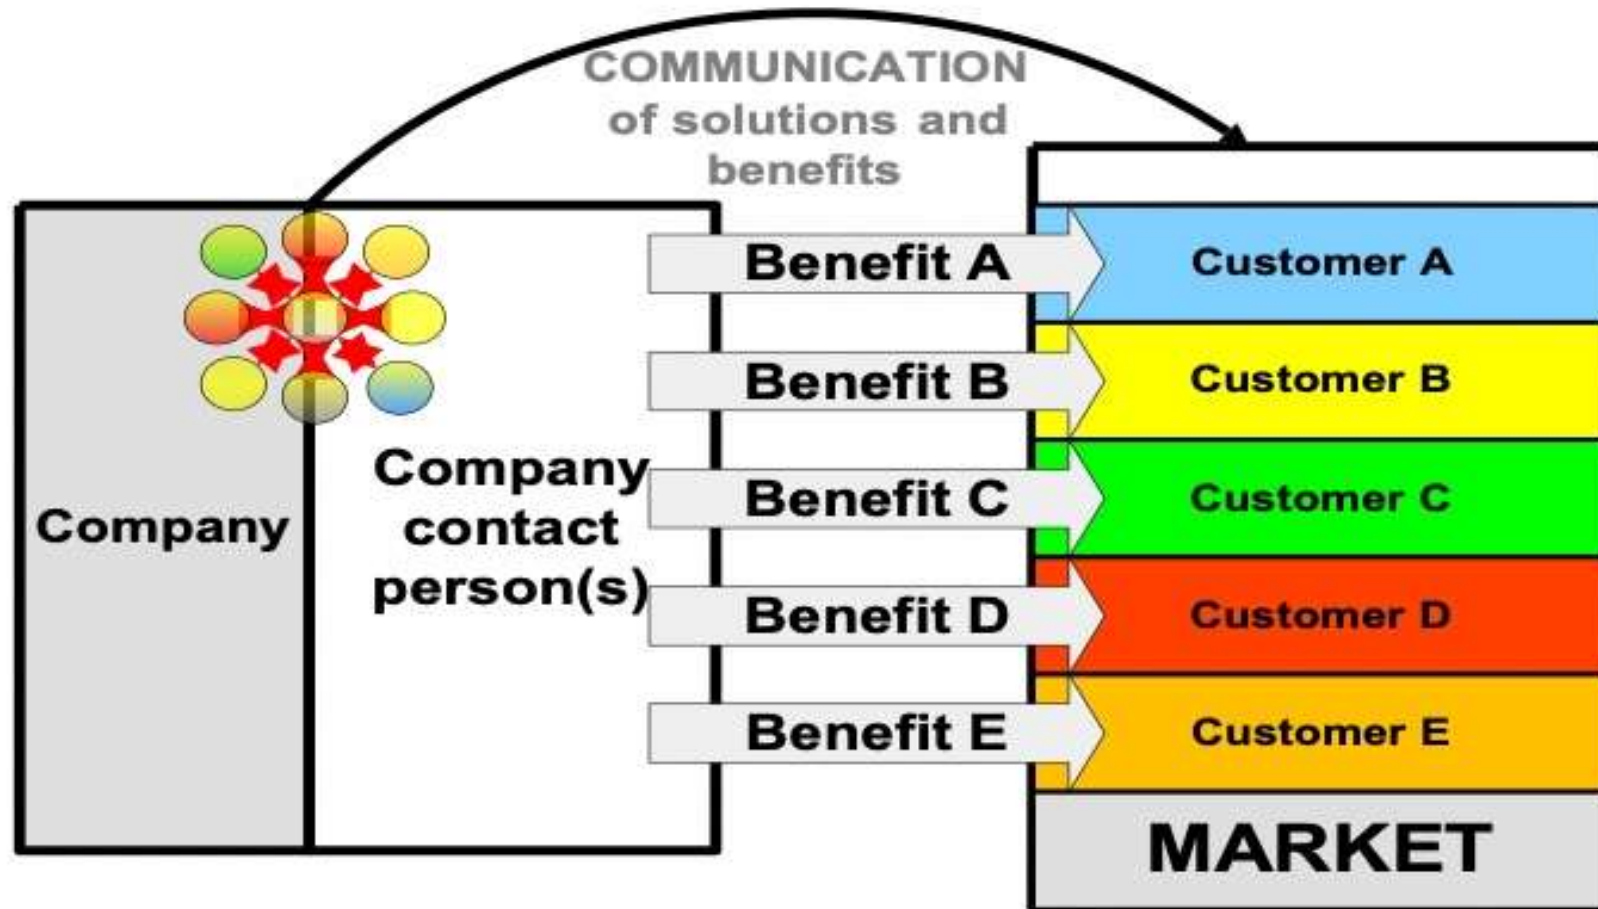 COMMUNICATION
of solutions and
benefits
Company
Company
contact
person(s)
Benefit A
Customer A
Benefit B
Customer B
Benefit C
Customer C
Benefit D
Customer D
Benefit E
Customer E
MARKET